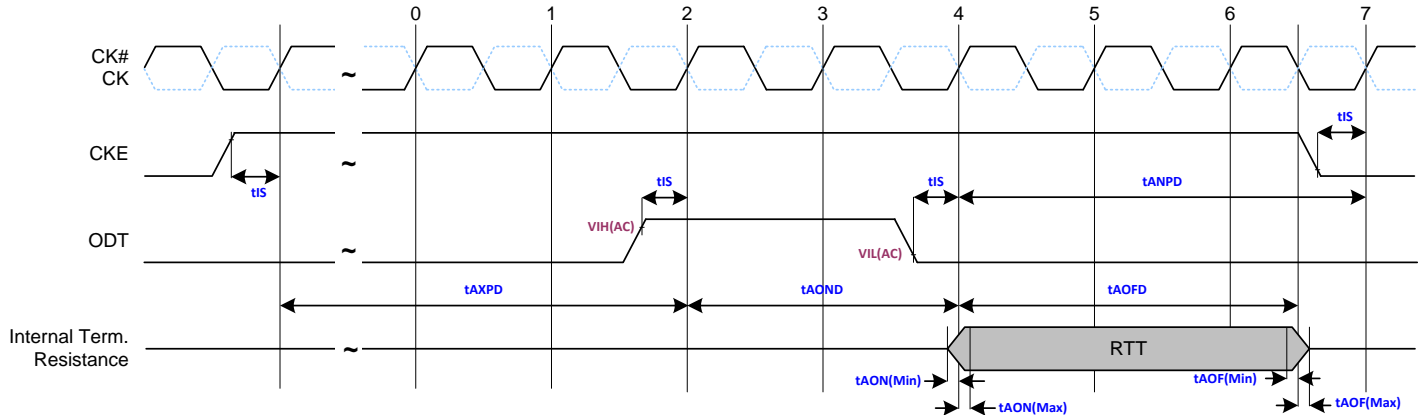 0 1 2 3 4 5 6 7
CK#
CK
~
CKE
~
tIS
tIS
tIS
tIS
tANPD
ODT
~
VIH(AC)
VIL(AC)
tAXPD
tAOND
tAOFD
Internal Term.
Resistance
~
RTT
tAON(Min)
tAOF(Min)
tAON(Max)
tAOF(Max)